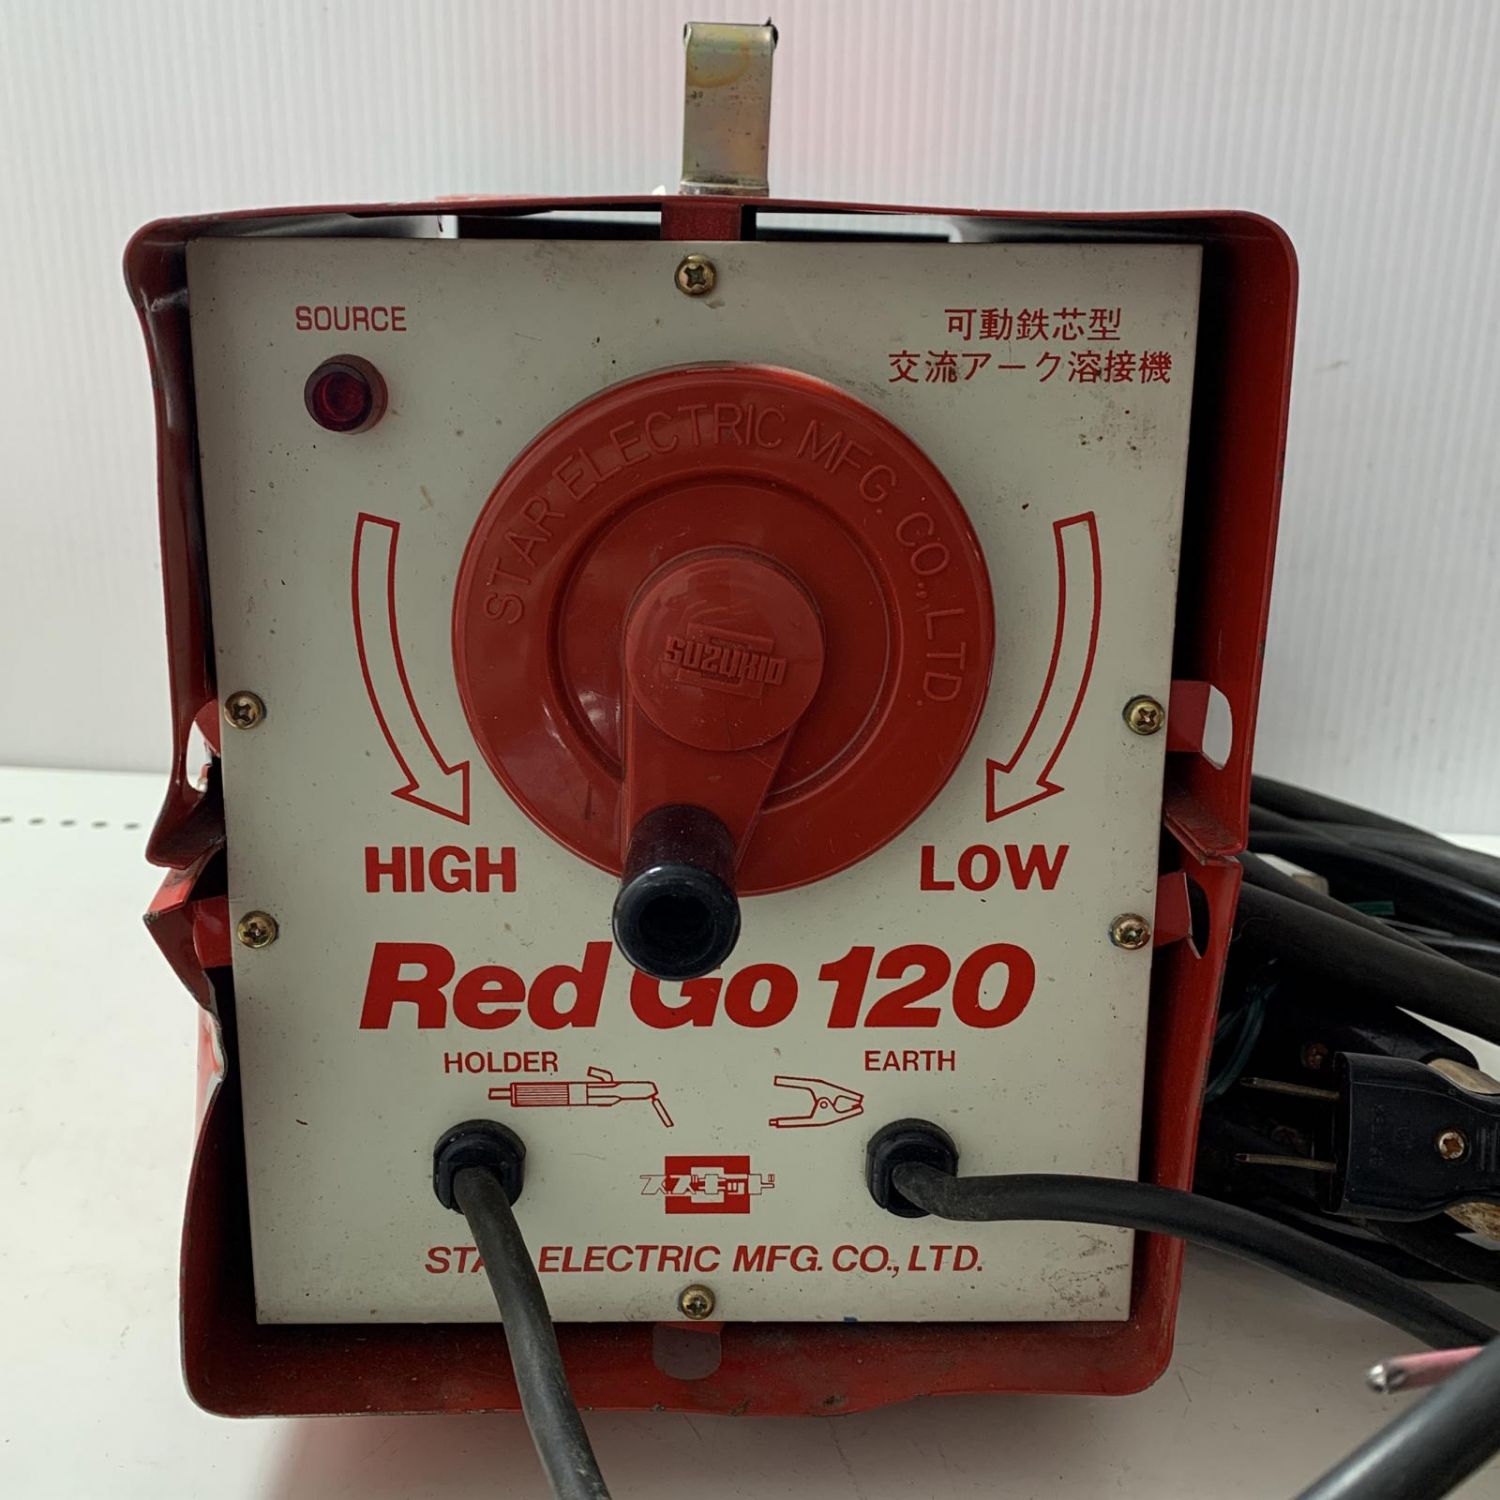 SOURCE
可動鉄芯型
交流アーク溶接機
STAR ELECTRIC MFG. CO., LTD.
SUZUKID
HIGH
LOW
Red Go 120
HOLDER
EARTH
スズキッド
STAR ELECTRIC MFG. CO., LTD.